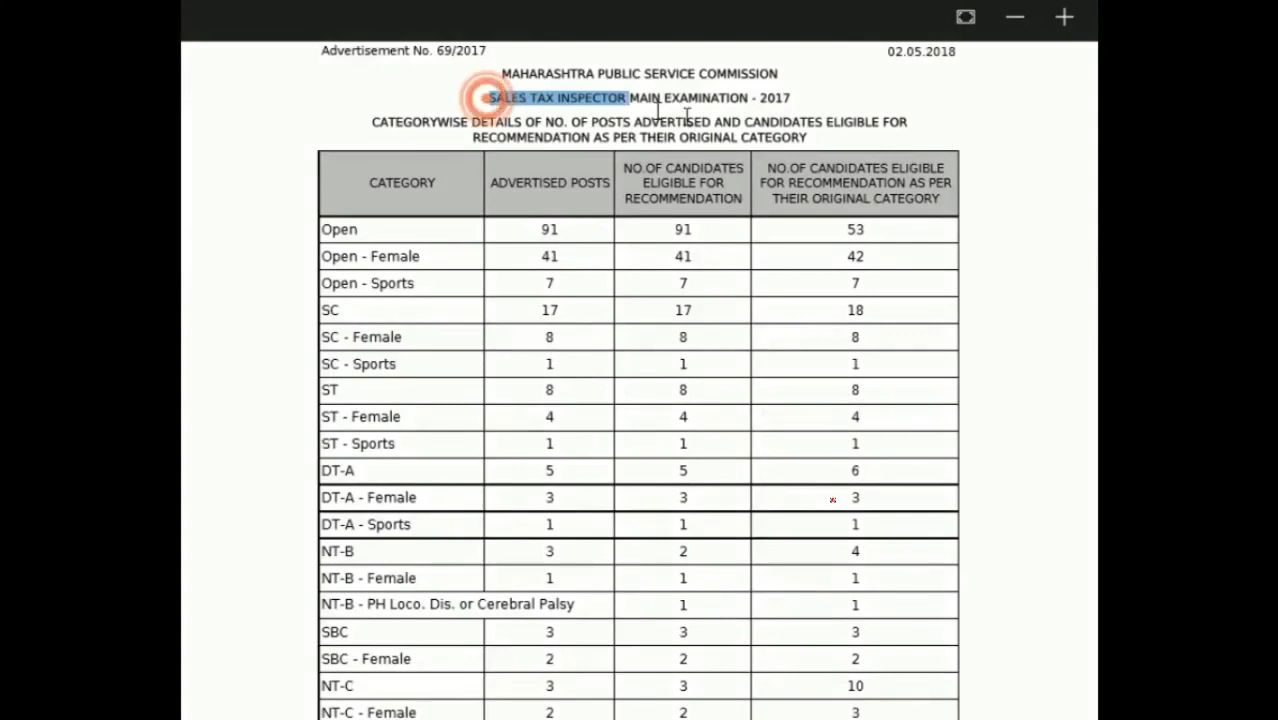 Advertisement No. 69/2017 02.05.2018
MAHARASHTRA PUBLIC SERVICE COMMISSION
SALES TAX INSPECTOR MAIN EXAMINATION - 2017
CATEGORYWISE DETAILS OF NO. OF POSTS ADVERTISED AND CANDIDATES ELIGIBLE FOR
RECOMMENDATION AS PER THEIR ORIGINAL CATEGORY
CATEGORY ADVERTISED POSTS NO.OF CANDIDATES ELIGIBLE FOR RECOMMENDATION NO.OF CANDIDATES ELIGIBLE FOR RECOMMENDATION AS PER THEIR ORIGINAL CATEGORY
Open 91 91 53
Open - Female 41 41 42
Open - Sports 7 7 7
SC 17 17 18
SC - Female 8 8 8
SC - Sports 1 1 1
ST 8 8 8
ST - Female 4 4 4
ST - Sports 1 1 1
DT-A 5 5 6
DT-A - Female 3 3 3
DT-A - Sports 1 1 1
NT-B 3 2 4
NT-B - Female 1 1 1
NT-B - PH Loco. Dis. or Cerebral Palsy 1 1
SBC 3 3 3
SBC - Female 2 2 2
NT-C 3 3 10
NT-C - Female 2 2 3